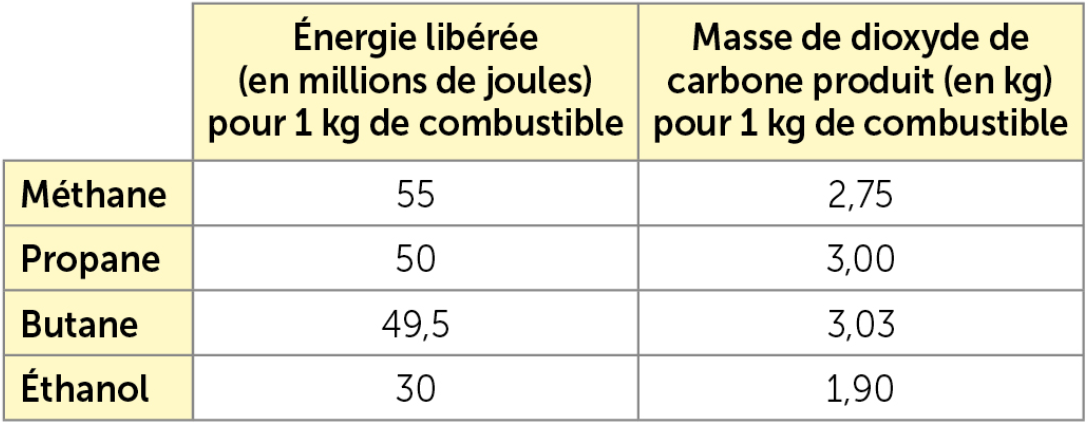 Énergie libérée
(en millions de joules)
pour 1 kg de combustible
Masse de dioxyde de
carbone produit (en kg)
pour 1 kg de combustible
Méthane 55 2,75
Propane 50 3,00
Butane 49,5 3,03
Éthanol 30 1,90